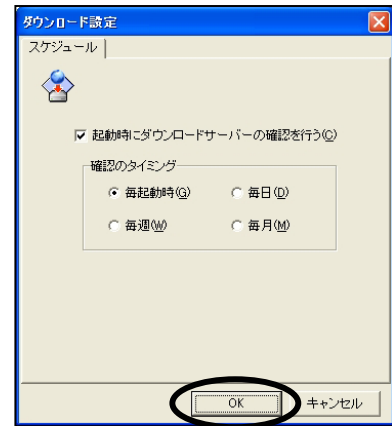 ダウンロード設定
スケジュール
起動時にダウンロードサーバーの確認を行う(C)
確認のタイミング
毎起動時(G) 毎日(D)
毎週(W) 毎月(M)
OK キャンセル